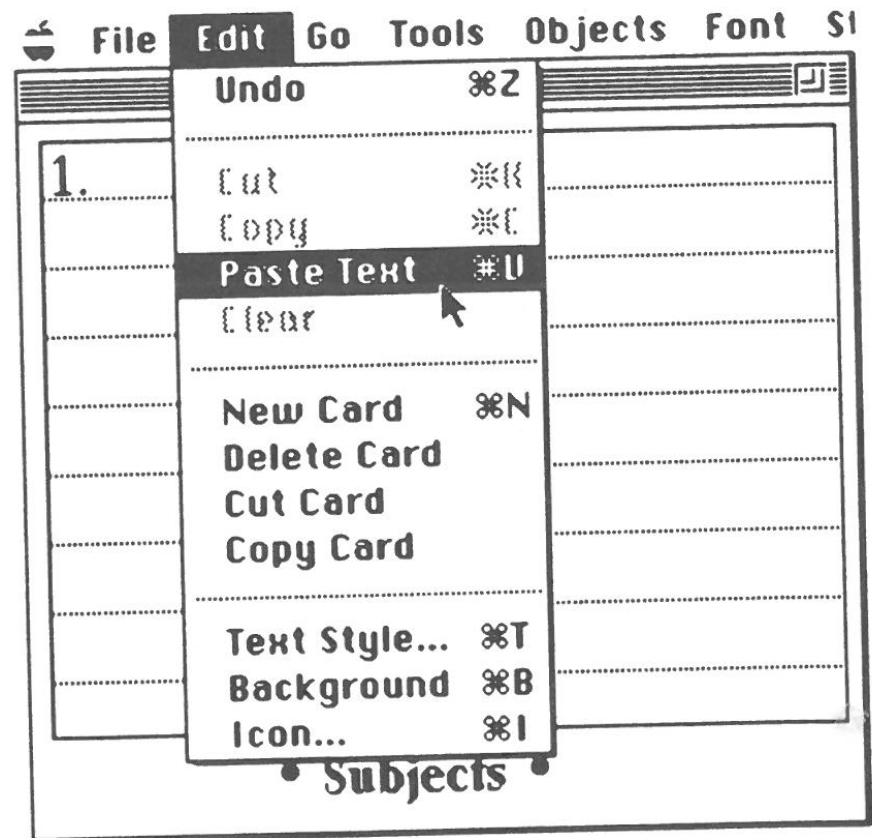 File Edit Go Tools Objects Font St
Undo ⌘Z
1.
Cut ⌘X
Copy ⌘C
Paste Text ⌘V
Clear
New Card ⌘N
Delete Card
Cut Card
Copy Card
Text Style... ⌘T
Background ⌘B
Icon... ⌘I
• Subjects •